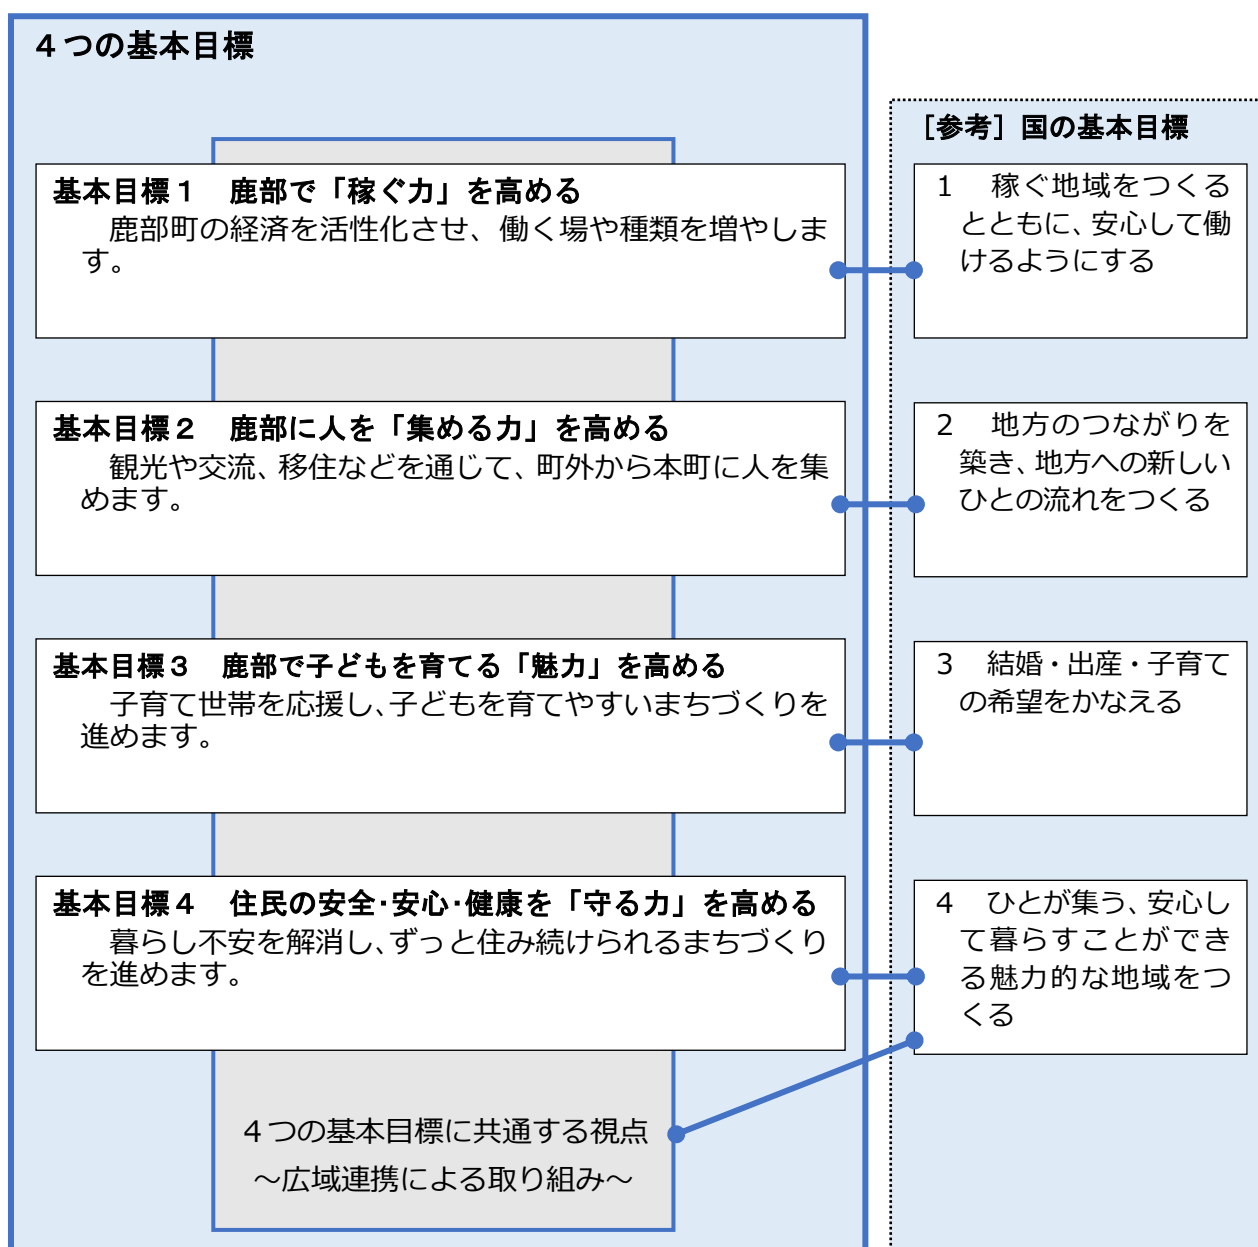 ４つの基本目標
基本目標１　鹿部で「稼ぐ力」を高める
鹿部町の経済を活性化させ、働く場や種類を増やしま
す。
基本目標２　鹿部に人を「集める力」を高める
観光や交流、移住などを通じて、町外から本町に人を集
めます。
基本目標３　鹿部で子どもを育てる「魅力」を高める
子育て世帯を応援し、子どもを育てやすいまちづくりを
進めます。
基本目標４　住民の安全･安心･健康を「守る力」を高める
暮らし不安を解消し、ずっと住み続けられるまちづくり
を進めます。
４つの基本目標に共通する視点
～広域連携による取り組み～
［参考］国の基本目標
1　稼ぐ地域をつくる
とともに、安心して働
けるようにする
2　地方のつながりを
築き、地方への新しい
ひとの流れをつくる
3　結婚・出産・子育て
の希望をかなえる
4　ひとが集う、安心し
て暮らすことができ
る魅力的な地域をつ
くる